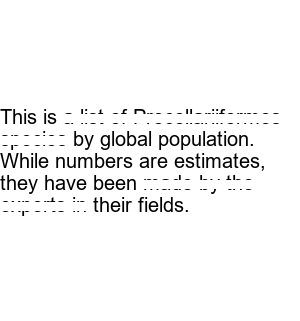 This is a list of Procellariiformes
species by global population.
While numbers are estimates,
they have been made by the
experts in their fields.